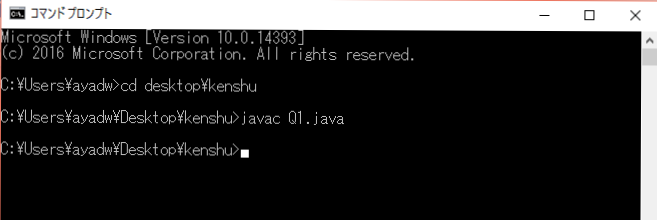 コマンド プロンプト
Microsoft Windows [Version 10.0.14393]
(c) 2016 Microsoft Corporation. All rights reserved.
C:¥Users¥ayadw>cd desktop¥kenshu
C:¥Users¥ayadw¥Desktop¥kenshu>javac Q1.java
C:¥Users¥ayadw¥Desktop¥kenshu>